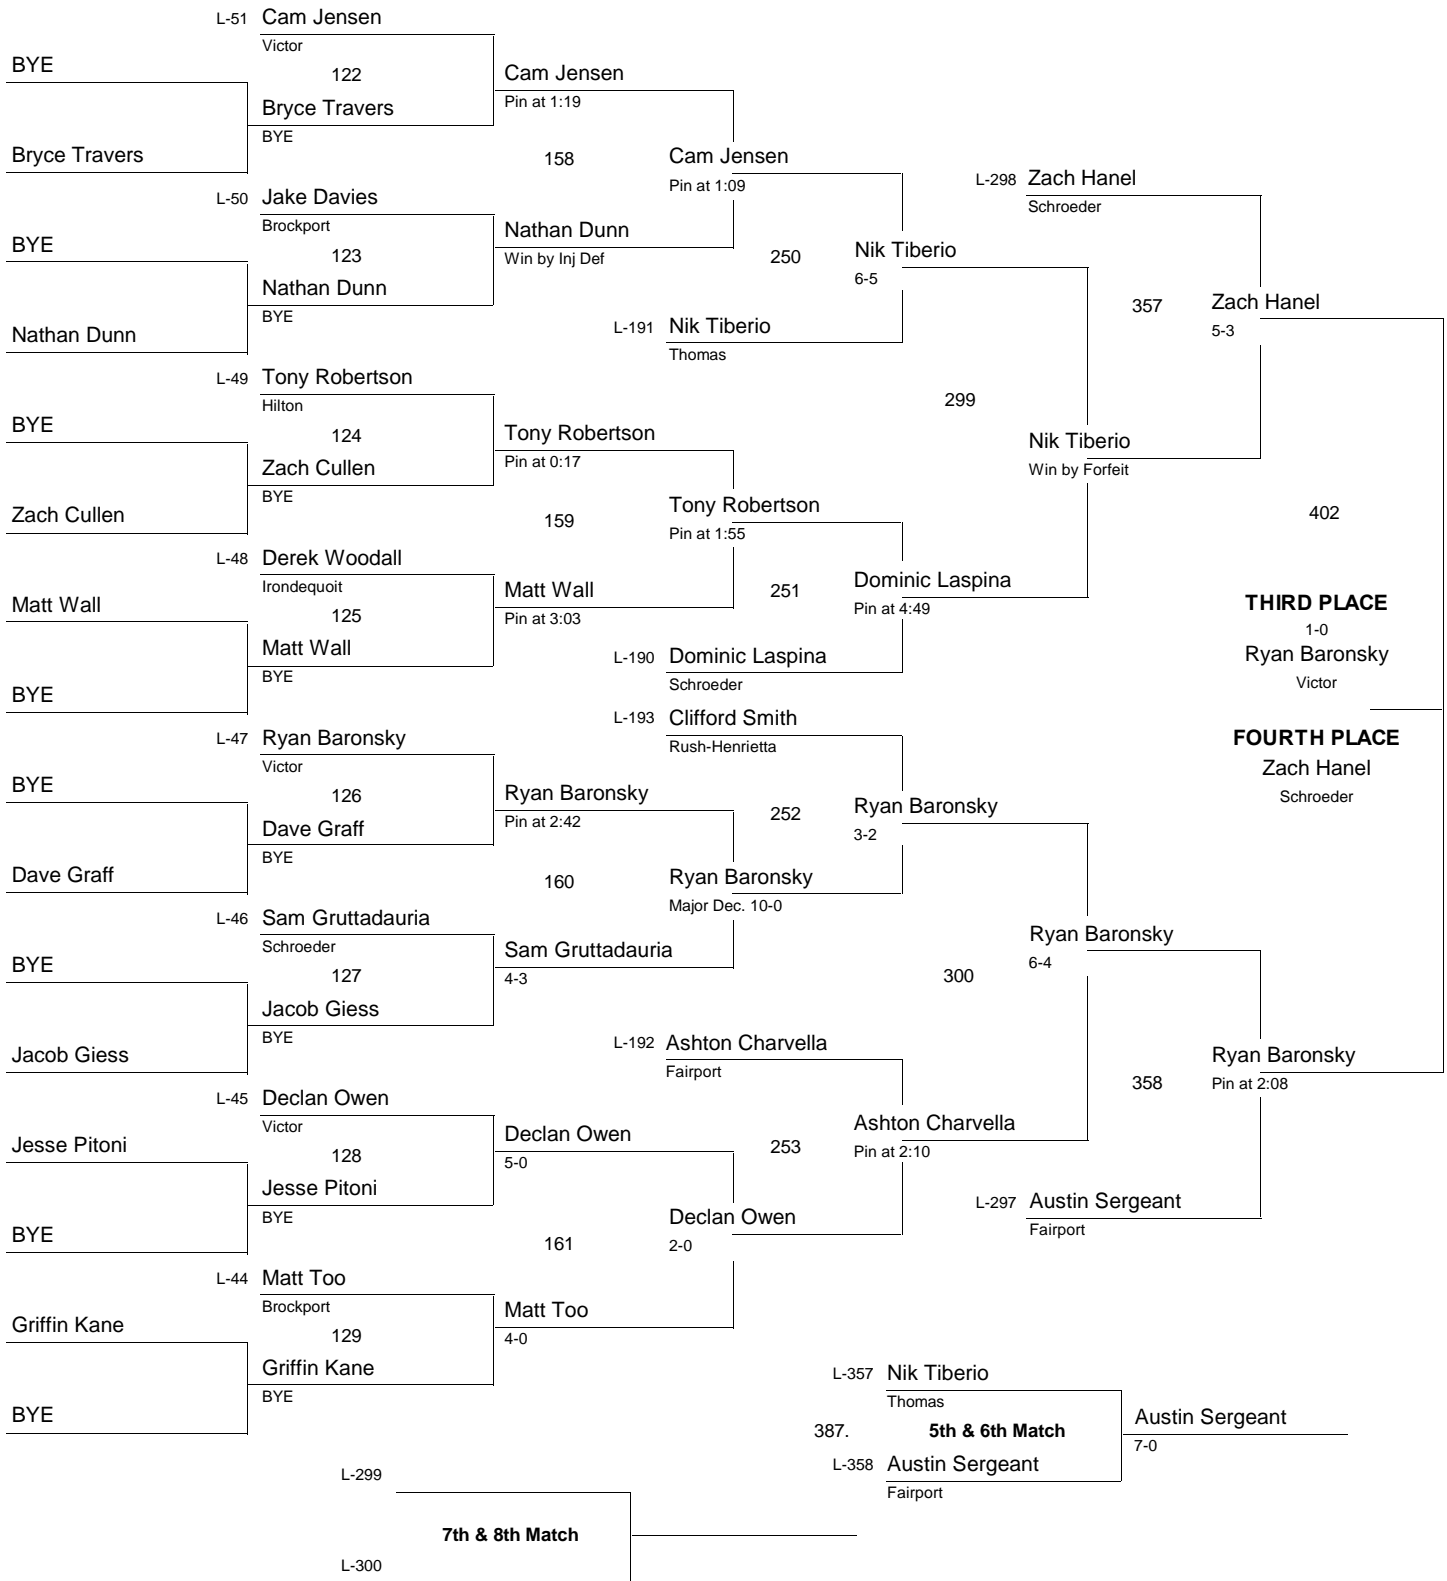 L-51 Cam Jensen
Victor
BYE
122
Cam Jensen
Pin at 1:19
Bryce Travers
BYE
Bryce Travers
158
Cam Jensen
Pin at 1:09
L-298 Zach Hanel
Schroeder
L-50 Jake Davies
Brockport
BYE
123
Nathan Dunn
Win by Inj Def
250
Nik Tiberio
6-5
Nathan Dunn
BYE
Nathan Dunn
L-191 Nik Tiberio
Thomas
357
Zach Hanel
5-3
L-49 Tony Robertson
Hilton
BYE
124
Tony Robertson
Pin at 0:17
299
Nik Tiberio
Win by Forfeit
Zach Cullen
BYE
Zach Cullen
159
Tony Robertson
Pin at 1:55
402
L-48 Derek Woodall
Irondequoit
Matt Wall
125
Matt Wall
Pin at 3:03
251
Dominic Laspina
Pin at 4:49
THIRD PLACE
1-0
Ryan Baronsky
Victor
Matt Wall
BYE
BYE
L-190 Dominic Laspina
Schroeder
L-193 Clifford Smith
Rush-Henrietta
FOURTH PLACE
Zach Hanel
Schroeder
L-47 Ryan Baronsky
Victor
BYE
126
Ryan Baronsky
Pin at 2:42
252
Ryan Baronsky
3-2
Dave Graff
BYE
Dave Graff
160
Ryan Baronsky
Major Dec. 10-0
L-46 Sam Gruttadauria
Schroeder
BYE
127
Sam Gruttadauria
4-3
300
Ryan Baronsky
6-4
Jacob Giess
BYE
Jacob Giess
L-192 Ashton Charvella
Fairport
358
Ryan Baronsky
Pin at 2:08
L-45 Declan Owen
Victor
Jesse Pitoni
128
Declan Owen
5-0
253
Ashton Charvella
Pin at 2:10
Jesse Pitoni
BYE
BYE
161
Declan Owen
2-0
L-297 Austin Sergeant
Fairport
L-44 Matt Too
Brockport
Griffin Kane
129
Matt Too
4-0
Griffin Kane
BYE
BYE
L-357 Nik Tiberio
Thomas
387. 5th & 6th Match
Austin Sergeant
7-0
L-358 Austin Sergeant
Fairport
L-299
7th & 8th Match
L-300